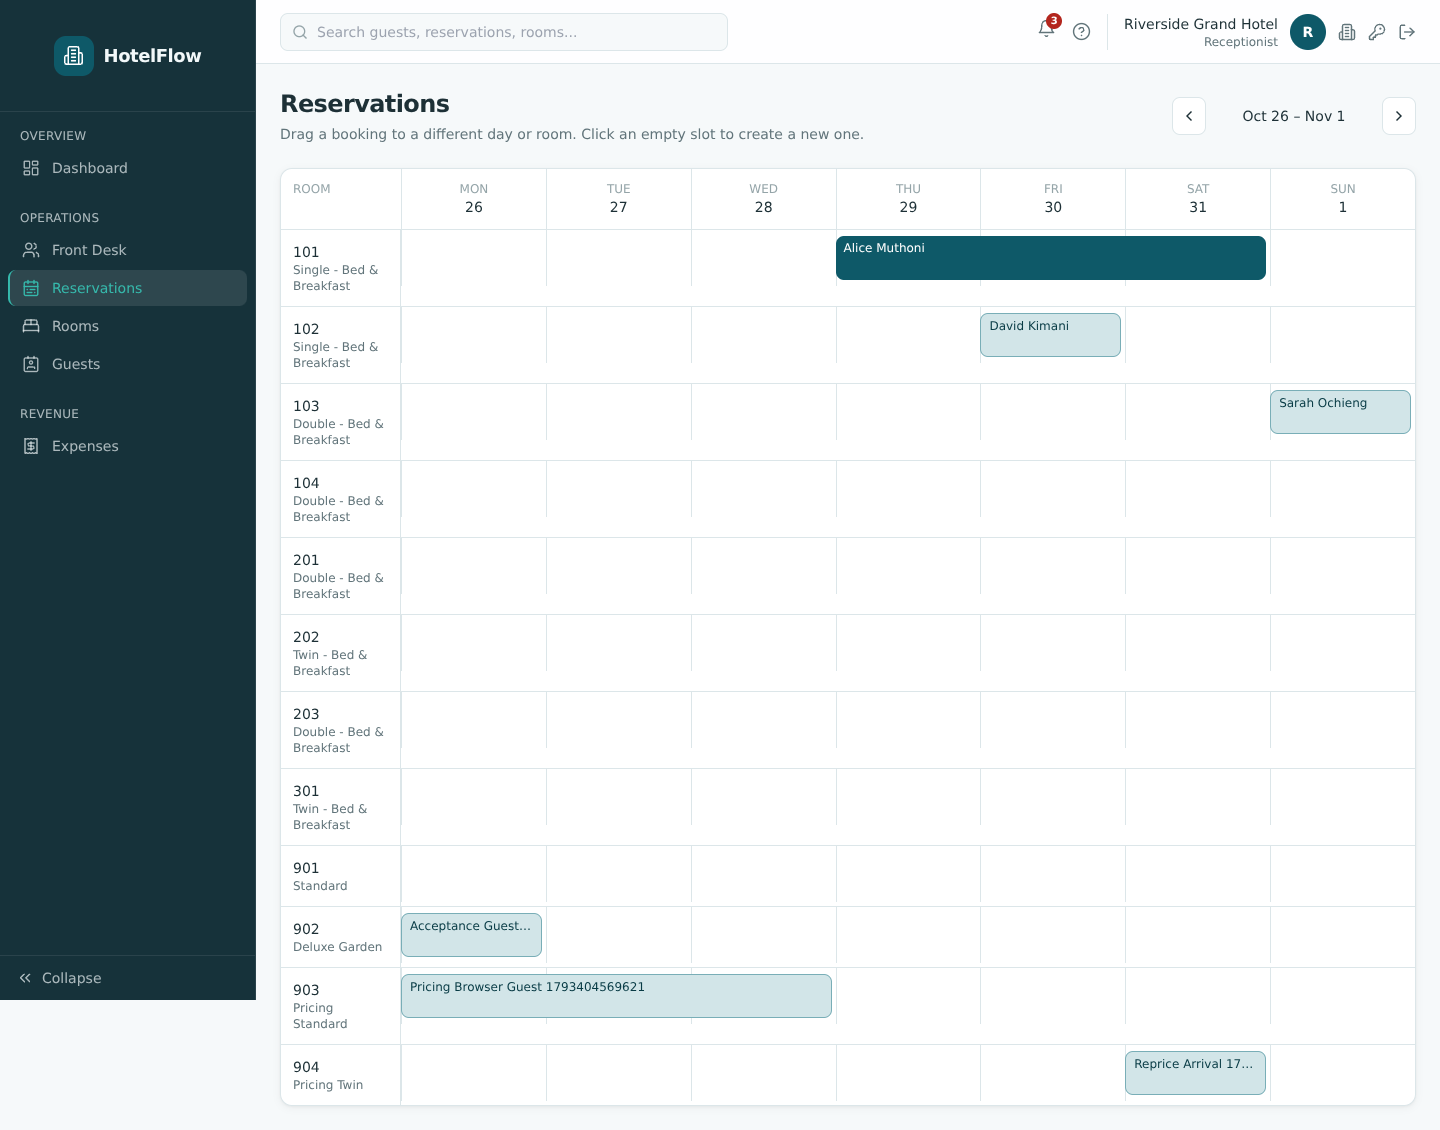 HotelFlow
OVERVIEW
Dashboard
OPERATIONS
Front Desk
Reservations
Rooms
Guests
REVENUE
Expenses
Collapse
Search guests, reservations, rooms...
3
Riverside Grand Hotel
Receptionist
R
Reservations
Drag a booking to a different day or room. Click an empty slot to create a new one.
Oct 26 – Nov 1
ROOM MON TUE WED THU FRI SAT SUN
26 27 28 29 30 31 1
101
Single - Bed &
Breakfast
Alice Muthoni
102
Single - Bed &
Breakfast
David Kimani
103
Double - Bed &
Breakfast
Sarah Ochieng
104
Double - Bed &
Breakfast
201
Double - Bed &
Breakfast
202
Twin - Bed &
Breakfast
203
Double - Bed &
Breakfast
301
Twin - Bed &
Breakfast
901
Standard
902
Deluxe Garden
Acceptance Guest...
903
Pricing
Standard
Pricing Browser Guest 1793404569621
904
Pricing Twin
Reprice Arrival 17...